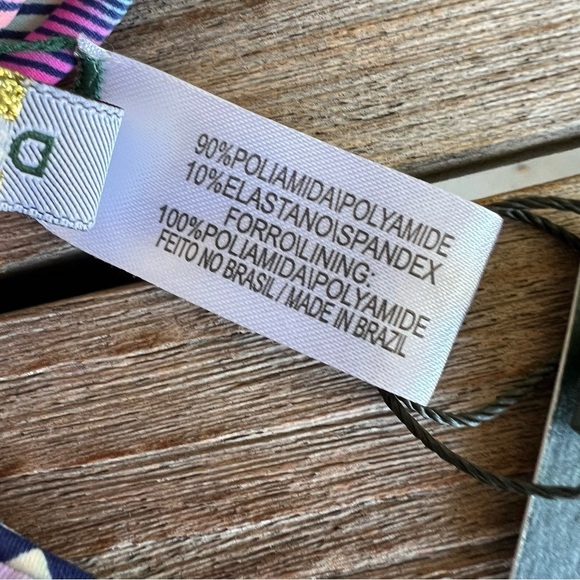 90%POLIAMIDA\POLYAMIDE
10%ELASTANO\SPANDEX
FORRO\LINING:
100%POLIAMIDA\POLYAMIDE
FEITO NO BRASIL / MADE IN BRAZIL
D